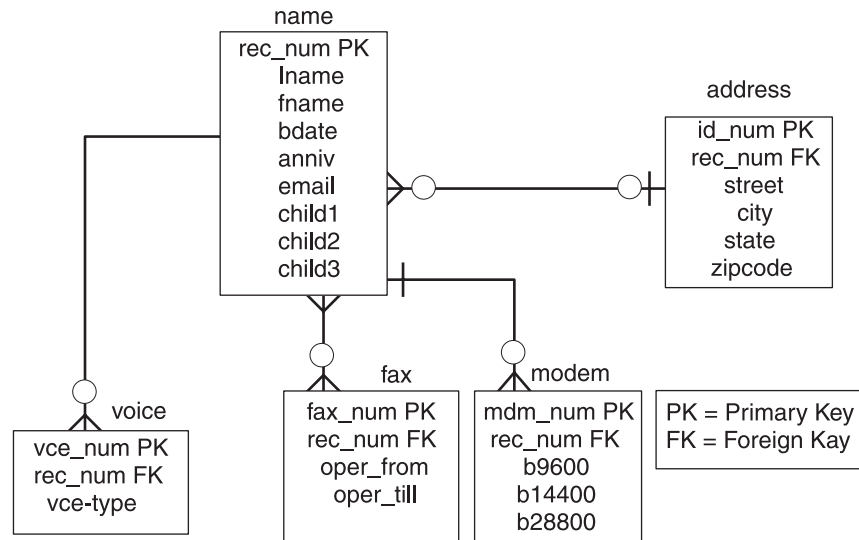 name
rec_num PK
lname
fname
bdate
anniv
email
child1
child2
child3
address
id_num PK
rec_num FK
street
city
state
zipcode
voice
vce_num PK
rec_num FK
vce-type
fax
fax_num PK
rec_num FK
oper_from
oper_till
modem
mdm_num PK
rec_num FK
b9600
b14400
b28800
PK = Primary Key
FK = Foreign Kay